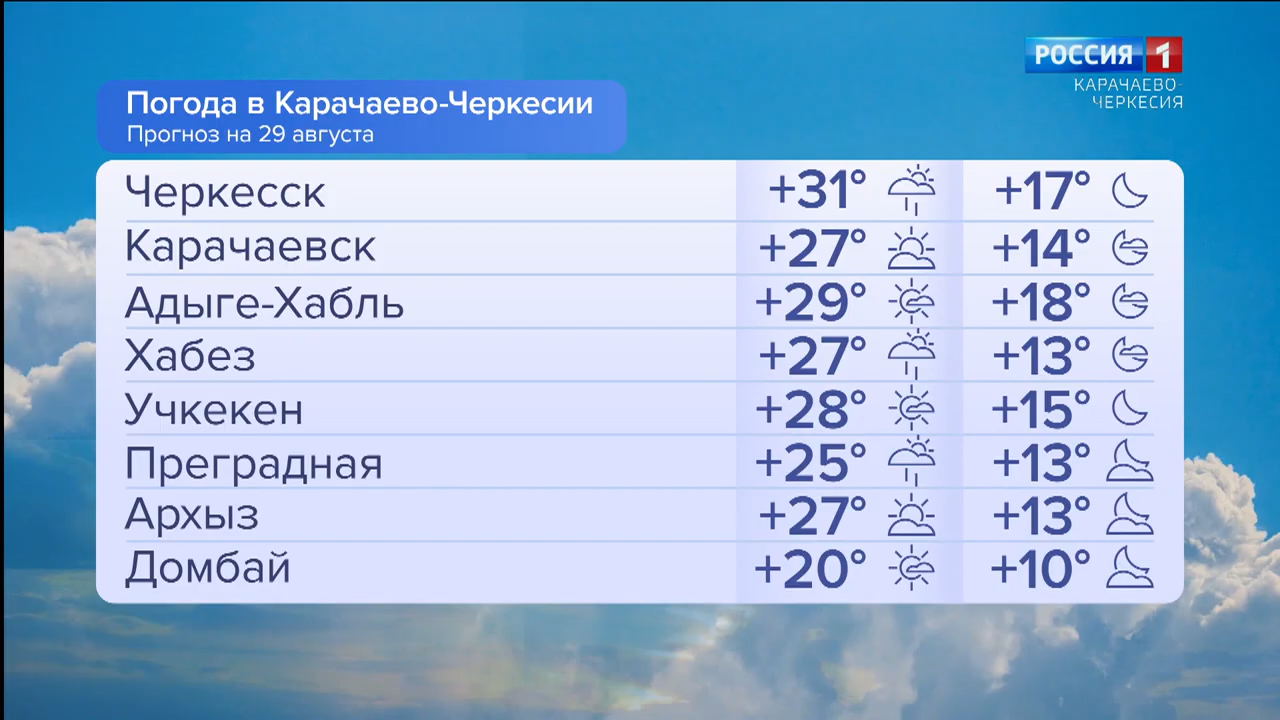 РОССИЯ 1
КАРАЧАЕВО-
ЧЕРКЕСИЯ
Погода в Карачаево-Черкесии
Прогноз на 29 августа
Черкесск +31° +17°
Карачаевск +27° +14°
Адыге-Хабль +29° +18°
Хабез +27° +13°
Учкекен +28° +15°
Преградная +25° +13°
Архыз +27° +13°
Домбай +20° +10°